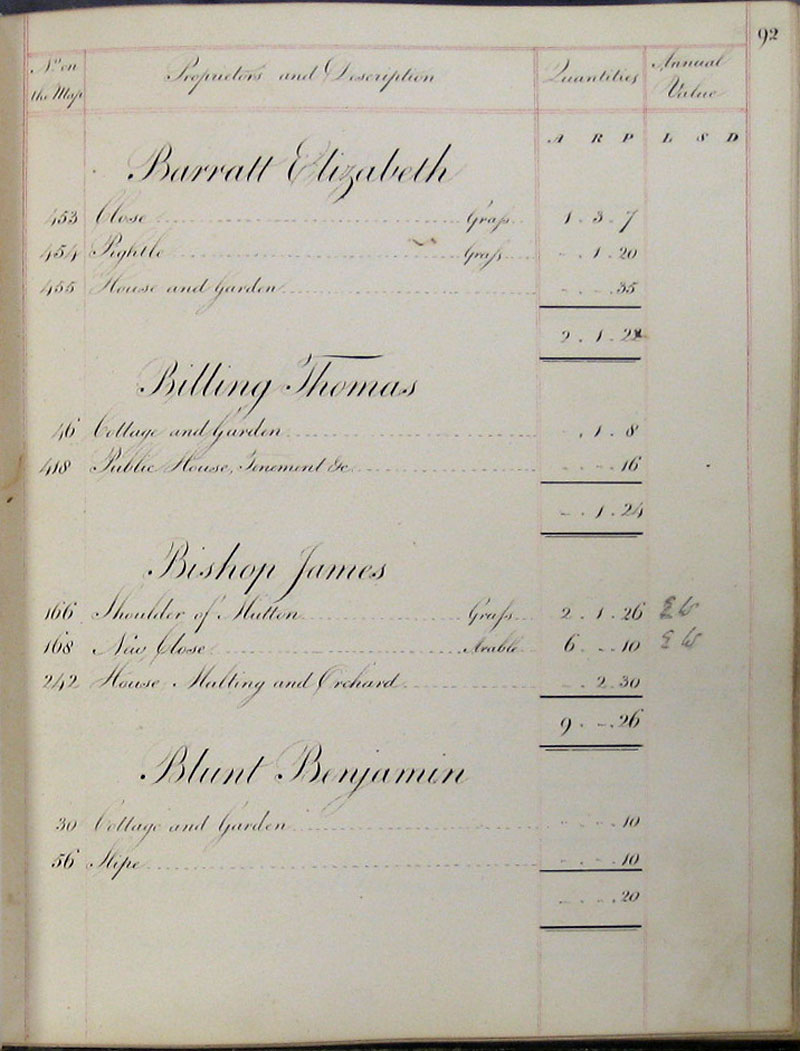 92
No. on the Map Proprietors and Description Quantities Annual Value
A R P L S D
Barratt Elizabeth
453 Close Grass 1 . 3 . 7
454 Pightle Grass - . 1 . 20
455 House and Garden - . - . 35
2 . 1 . 22
Billing Thomas
46 Cottage and Garden - . 1 . 8
418 Public House, Tenement &c - . - . 16
- . 1 . 24
Bishop James
166 Shoulder of Mutton Grass 2 . 1 . 26
168 New Close Arable 6 . - . 10
242 House Malting and Orchard - . 2 . 30
9 . - . 26
Blunt Benjamin
30 Cottage and Garden - . - . 10
56 Slipe - . - . 10
- . - . 20